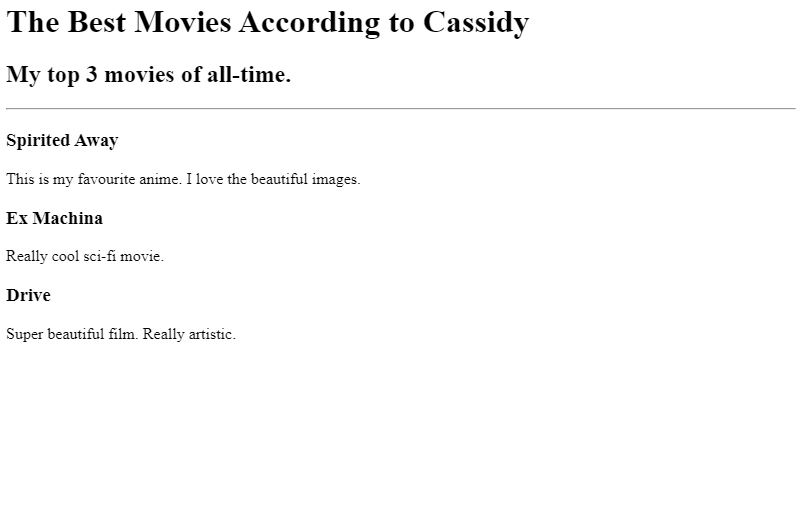 The Best Movies According to Cassidy
My top 3 movies of all-time.
Spirited Away
This is my favourite anime. I love the beautiful images.
Ex Machina
Really cool sci-fi movie.
Drive
Super beautiful film. Really artistic.